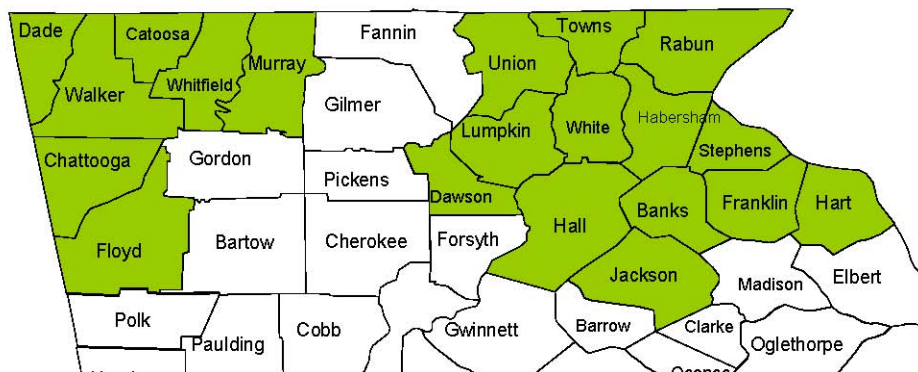 Dade
Catoosa
Fannin
Towns
Rabun
Murray
Union
Whitfield
Walker
Gilmer
Habersham
Lumpkin
White
Stephens
Chattooga
Gordon
Pickens
Dawson
Franklin
Hart
Banks
Hall
Floyd
Bartow
Cherokee
Forsyth
Jackson
Madison
Elbert
Polk
Cobb
Gwinnett
Barrow
Clarke
Paulding
Oglethorpe